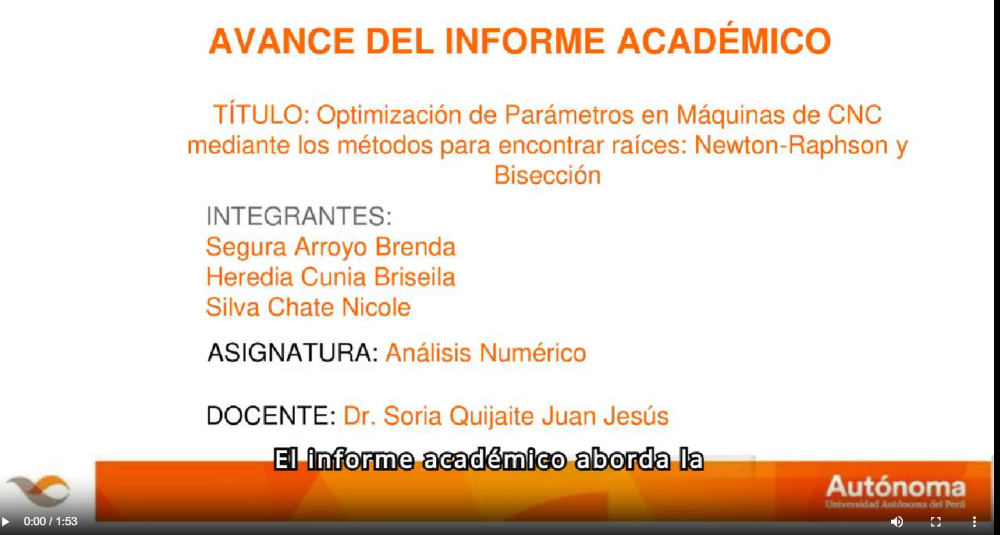 AVANCE DEL INFORME ACADÉMICO
TÍTULO: Optimización de Parámetros en Máquinas de CNC
mediante los métodos para encontrar raíces: Newton-Raphson y
Bisección
INTEGRANTES:
Segura Arroyo Brenda
Heredia Cunia Briseila
Silva Chate Nicole
ASIGNATURA: Análisis Numérico
DOCENTE: Dr. Soria Quijaite Juan Jesús
El informe académico aborda la
Autónoma
Universidad Autónoma del Perú
0:00 / 1:53